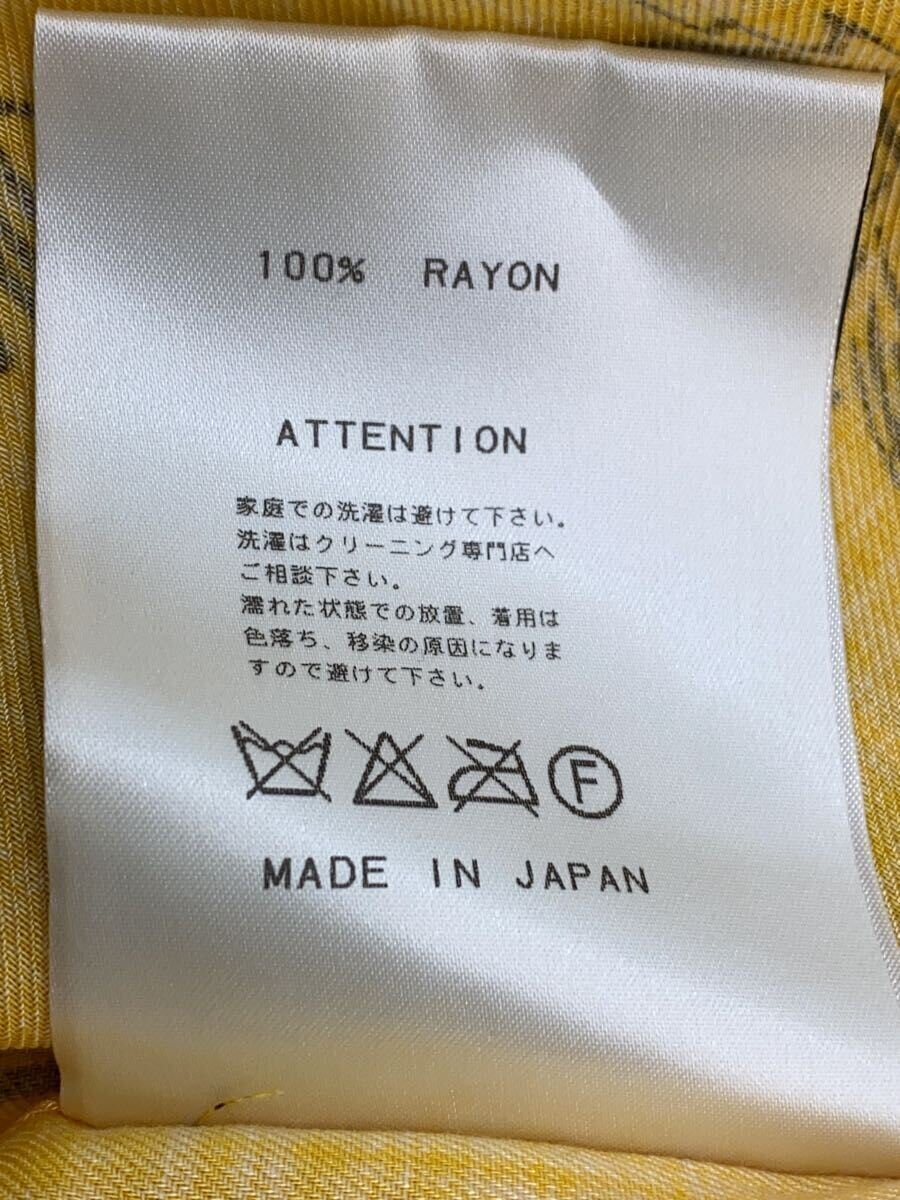 100% RAYON
ATTENTION
家庭での洗濯は避けて下さい。
洗濯はクリーニング専門店へ
ご相談下さい。
濡れた状態での放置、着用は
色落ち、移染の原因になりま
すので避けて下さい。
F
MADE IN JAPAN